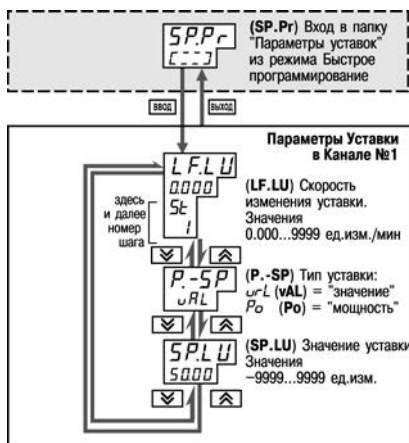 SP.Pr
[---]
(SP.Pr) Вход в папку
"Параметры уставок"
из режима Быстрое
программирование
ВВОД
ВЫХОД
Параметры Уставки
в Канале №1
LF.LU
0.000
St
1
здесь
и далее
номер
шага
(LF.LU) Скорость
изменения уставки.
Значения
0.000...9999 ед.изм./мин
P.-SP
vAL
(P.-SP) Тип уставки:
vrL (vAL) = "значение"
Po (Po) = "мощность"
SP.LU
50.00
(SP.LU) Значение уставки
Значения
−9999...9999 ед.изм.